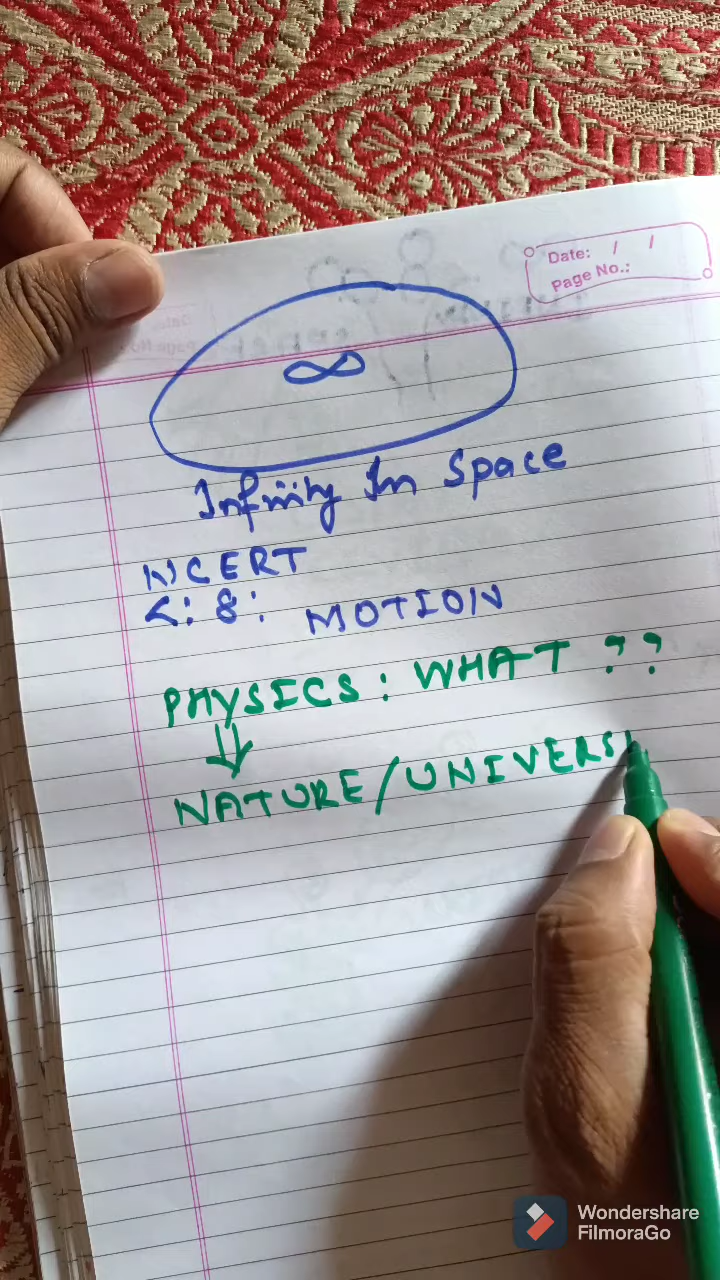 Date: / /
Page No.:
∞
Infinity In Space
NCERT
C: 8: MOTION
PHYSICS: WHAT ??
NATURE/UNIVERS
Wondershare
FilmoraGo